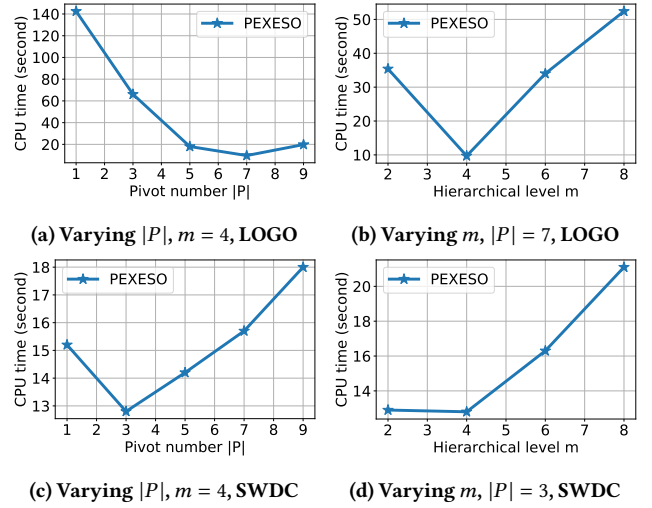 140
120
100
80
60
40
20
CPU time (second)
PEXESO
1 2 3 4 5 6 7 8 9
Pivot number |P|
(a) Varying |P|, m = 4, LOGO
50
40
30
20
10
CPU time (second)
PEXESO
2 3 4 5 6 7 8
Hierarchical level m
(b) Varying m, |P| = 7, LOGO
18
17
16
15
14
13
CPU time (second)
PEXESO
1 2 3 4 5 6 7 8 9
Pivot number |P|
(c) Varying |P|, m = 4, SWDC
20
18
16
14
CPU time (second)
PEXESO
2 3 4 5 6 7 8
Hierarchical level m
(d) Varying m, |P| = 3, SWDC